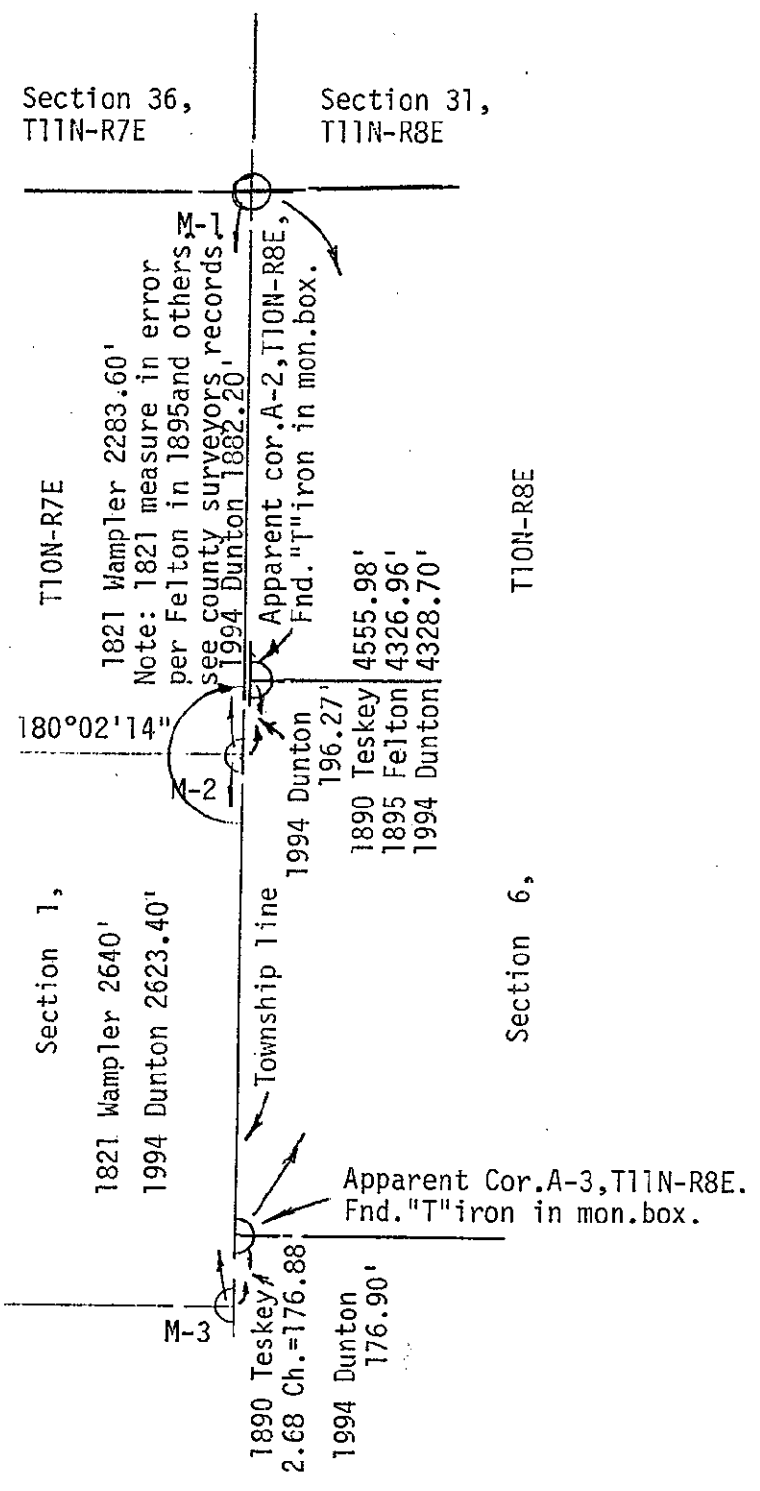 Section 36,
T11N-R7E
Section 31,
T11N-R8E
M-1
T10N-R7E
1821 Wampler 2283.60'
Note: 1821 measure in error
per Felton in 1895and others,
see county surveyors records.
1994 Dunton 1882.20'
Apparent cor.A-2,T10N-R8E,
Fnd."T"iron in mon.box.
180°02'14"
M-2
1994 Dunton
196.27'
1890 Teskey 4555.98'
1895 Felton 4326.96'
1994 Dunton 4328.70'
T10N-R8E
Section 1,
1821 Wampler 2640'
1994 Dunton 2623.40'
Township line
Section 6,
Apparent Cor.A-3,T11N-R8E.
Fnd."T"iron in mon.box.
M-3
1890 Teskey
2.68 Ch.=176.88
1994 Dunton
176.90'